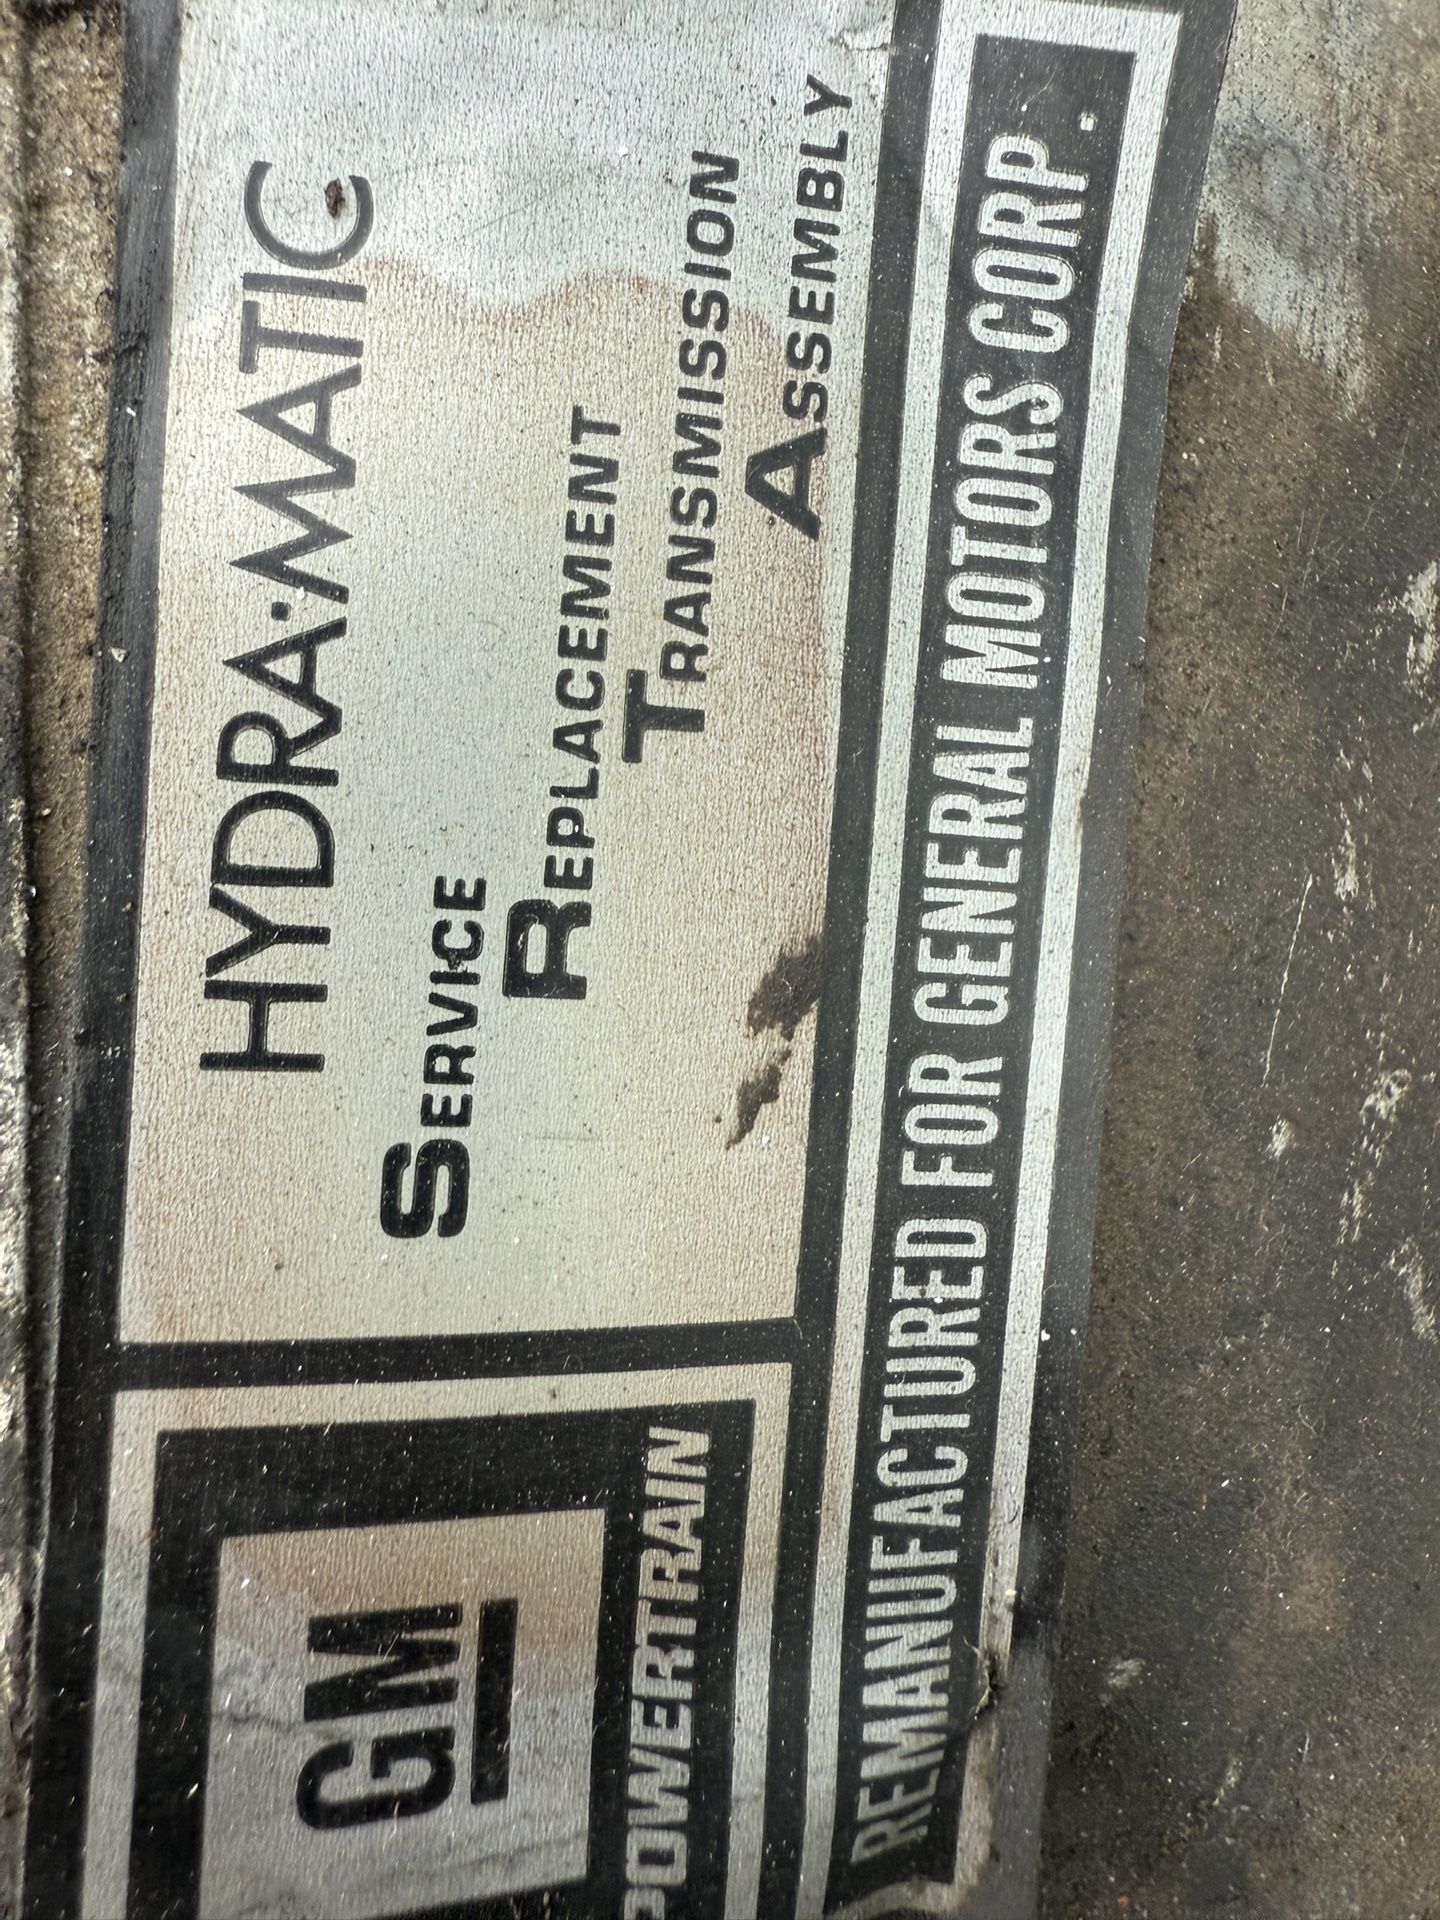 HYDRA·MATIC
SERVICE
REPLACEMENT
TRANSMISSION
ASSEMBLY
GM
POWERTRAIN
REMANUFACTURED FOR GENERAL MOTORS CORP.